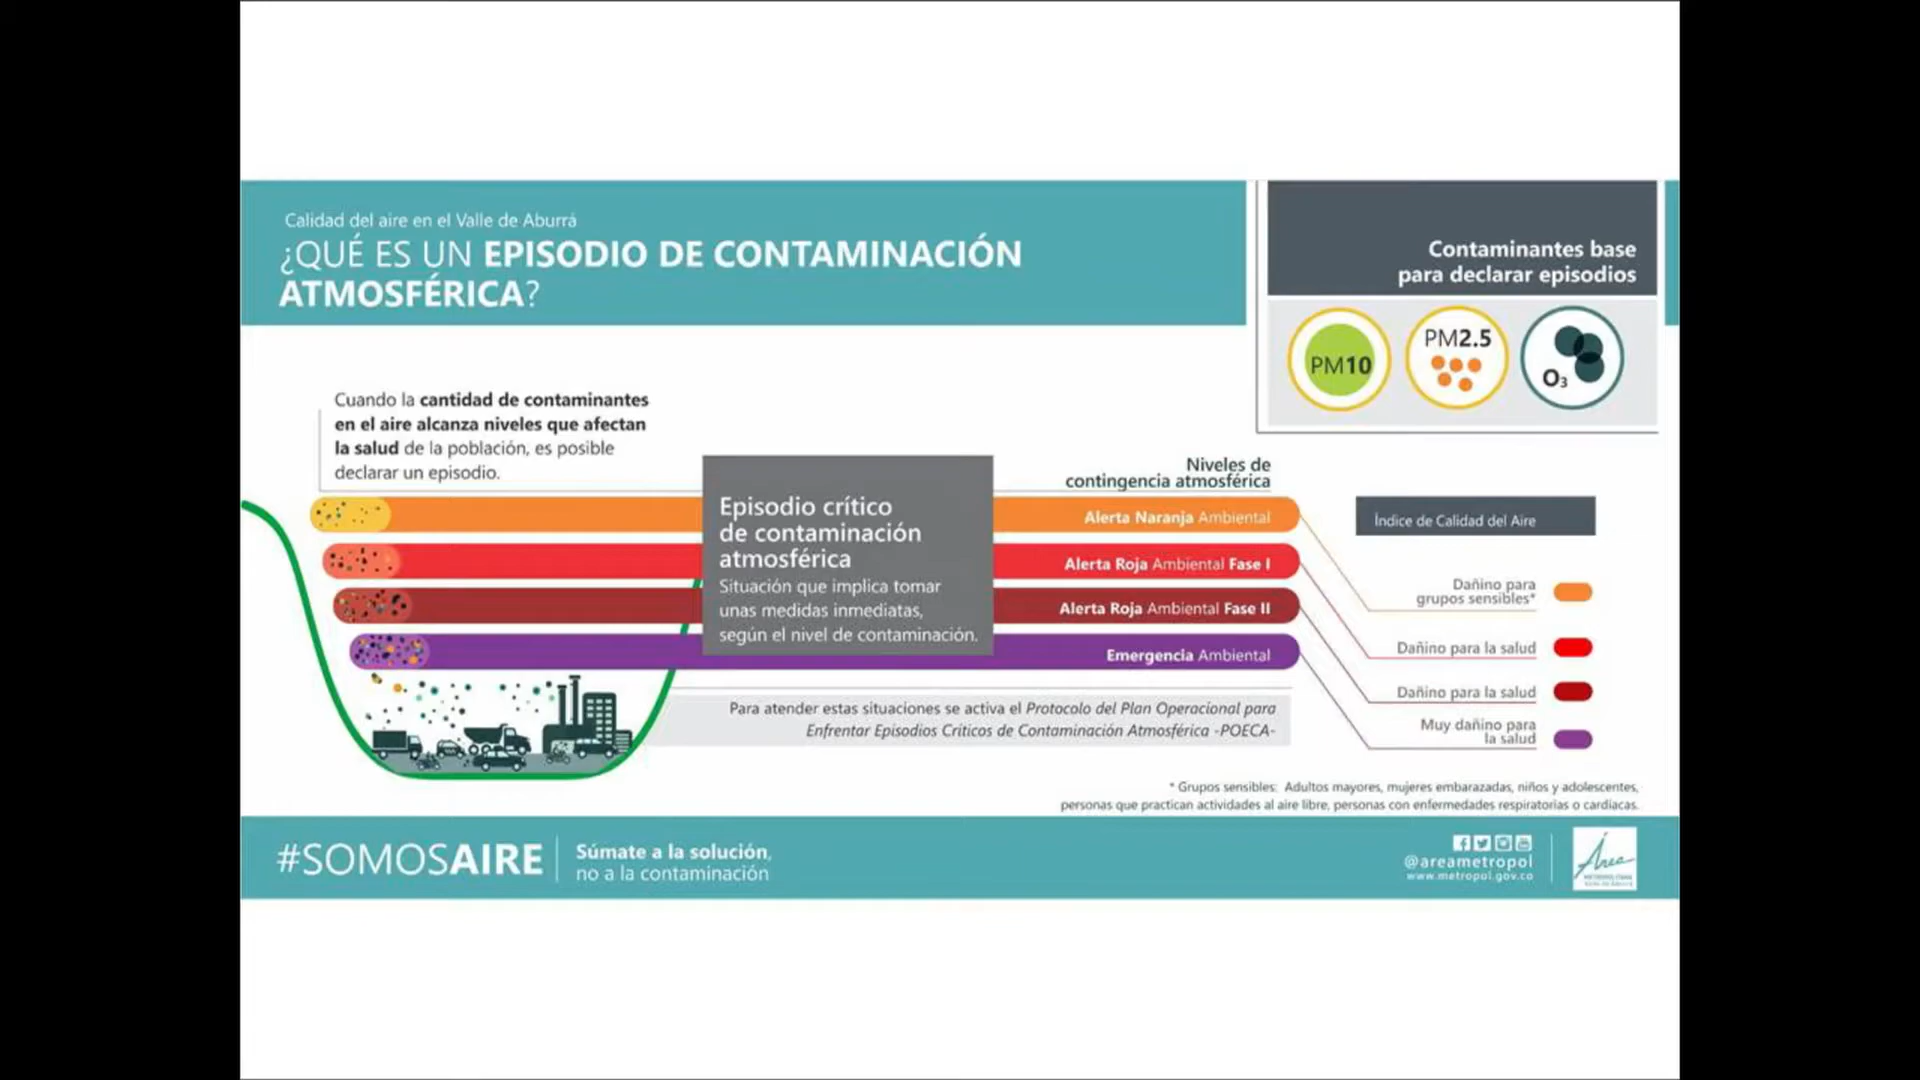 Calidad del aire en el Valle de Aburrá
¿QUÉ ES UN EPISODIO DE CONTAMINACIÓN
ATMOSFÉRICA?
Contaminantes base
para declarar episodios
PM10
PM2.5
O₃
Cuando la cantidad de contaminantes
en el aire alcanza niveles que afectan
la salud de la población, es posible
declarar un episodio.
Episodio crítico
de contaminación
atmosférica
Situación que implica tomar
unas medidas inmediatas,
según el nivel de contaminación.
Niveles de
contingencia atmosférica
Alerta Naranja Ambiental
Alerta Roja Ambiental Fase I
Alerta Roja Ambiental Fase II
Emergencia Ambiental
Índice de Calidad del Aire
Dañino para
grupos sensibles*
Dañino para la salud
Dañino para la salud
Muy dañino para
la salud
Para atender estas situaciones se activa el Protocolo del Plan Operacional para
Enfrentar Episodios Críticos de Contaminación Atmosférica -POECA-
* Grupos sensibles: Adultos mayores, mujeres embarazadas, niños y adolescentes,
personas que practican actividades al aire libre, personas con enfermedades respiratorias o cardíacas.
#SOMOSAIRE
Súmate a la solución,
no a la contaminación
@areametropol
www.metropol.gov.co
Área
METROPOLITANA